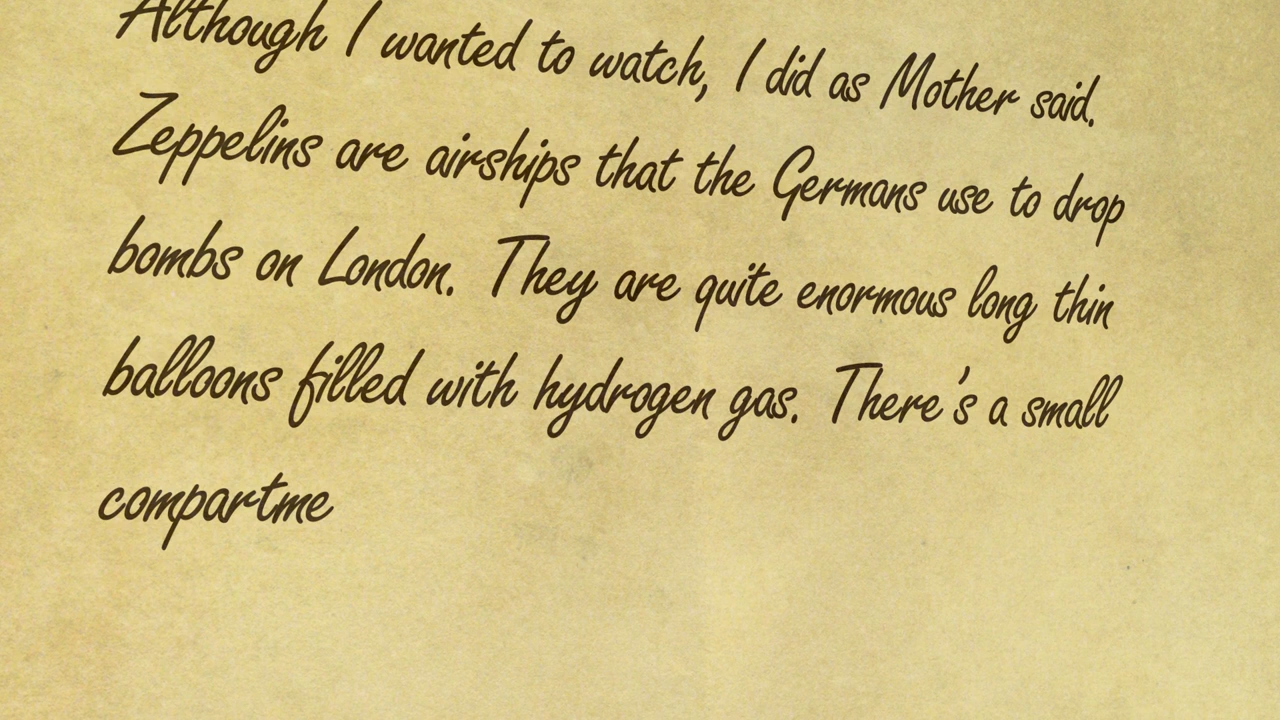 Although I wanted to watch, I did as Mother said.
Zeppelins are airships that the Germans use to drop
bombs on London. They are quite enormous long thin
balloons filled with hydrogen gas. There's a small
compartme